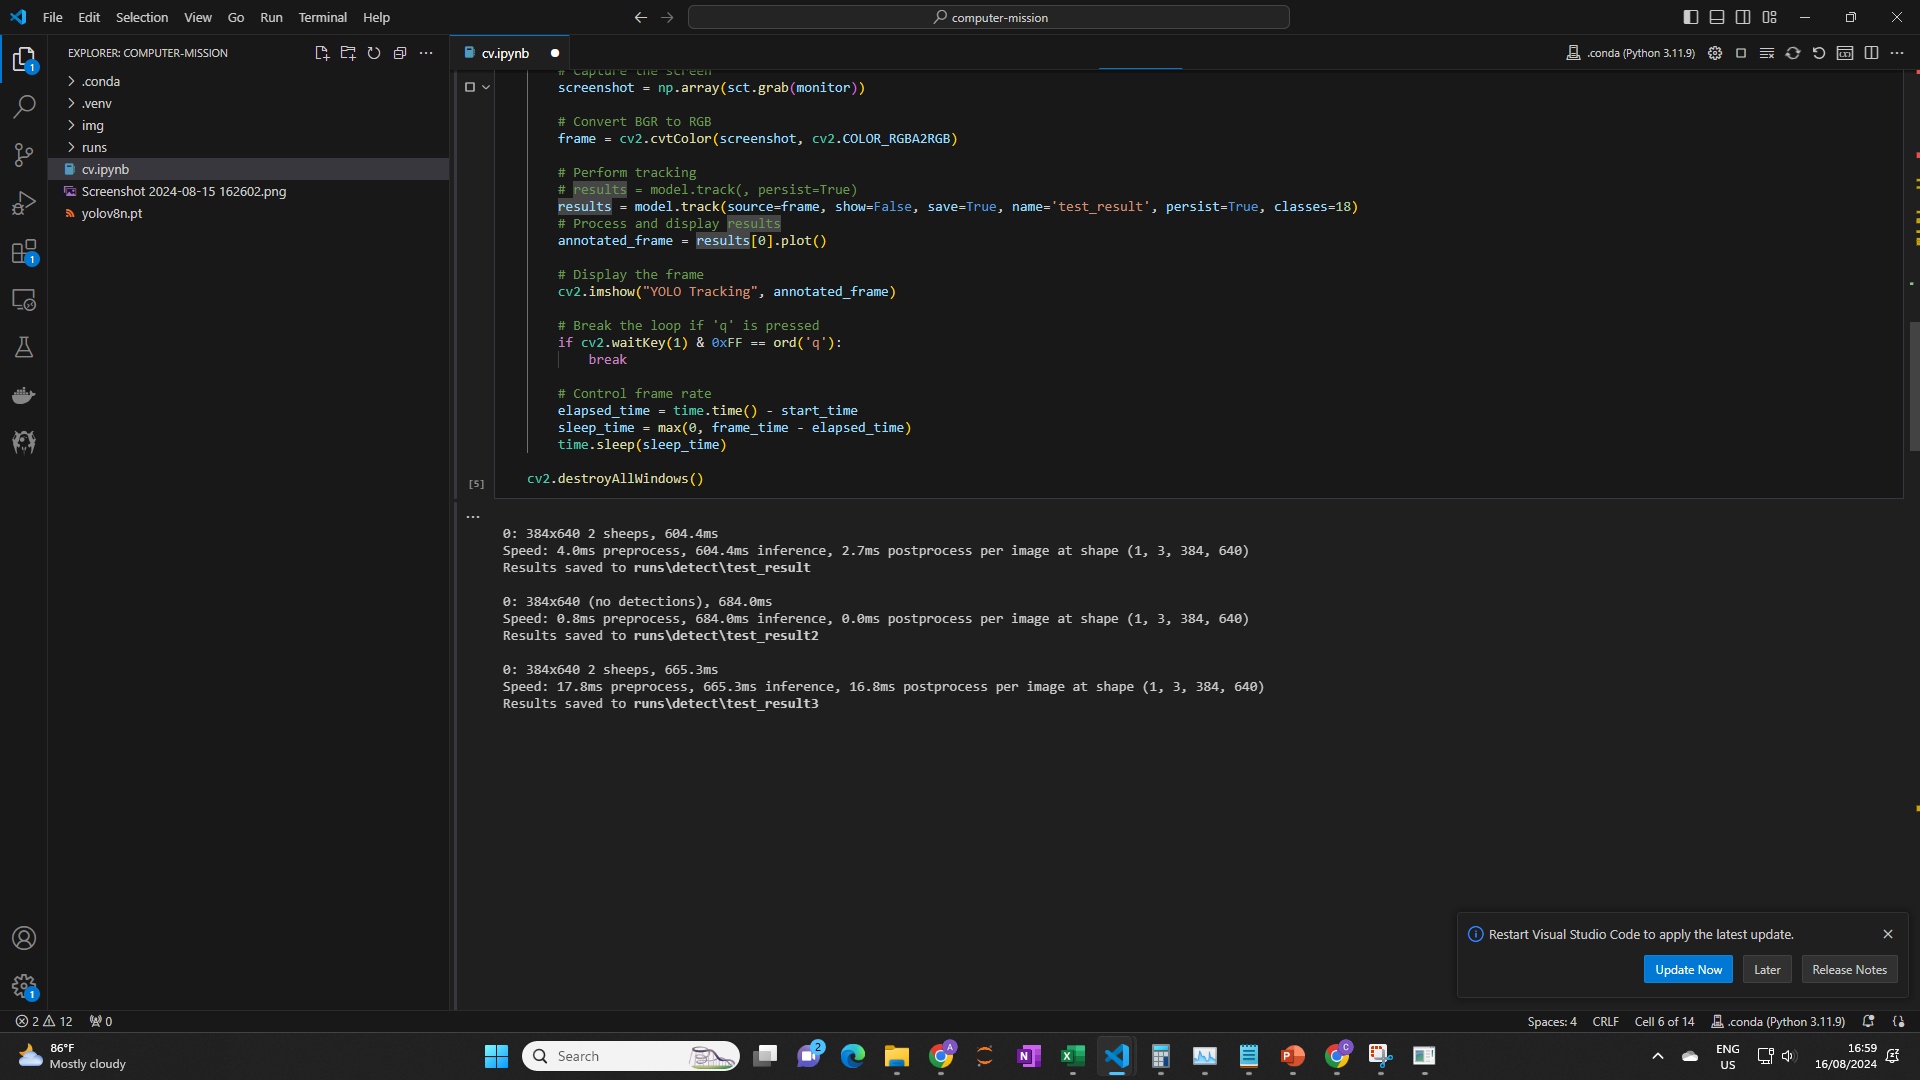 File Edit Selection View Go Run Terminal Help
computer-mission
EXPLORER: COMPUTER-MISSION
.conda
.venv
img
runs
cv.ipynb
Screenshot 2024-08-15 162602.png
yolov8n.pt
cv.ipynb
.conda (Python 3.11.9)
# Capture the screen
screenshot = np.array(sct.grab(monitor))
# Convert BGR to RGB
frame = cv2.cvtColor(screenshot, cv2.COLOR_RGBA2RGB)
# Perform tracking
# results = model.track(, persist=True)
results = model.track(source=frame, show=False, save=True, name='test_result', persist=True, classes=18)
# Process and display results
annotated_frame = results[0].plot()
# Display the frame
cv2.imshow("YOLO Tracking", annotated_frame)
# Break the loop if 'q' is pressed
if cv2.waitKey(1) & 0xFF == ord('q'):
break
# Control frame rate
elapsed_time = time.time() - start_time
sleep_time = max(0, frame_time - elapsed_time)
time.sleep(sleep_time)
cv2.destroyAllWindows()
[5]
...
0: 384x640 2 sheeps, 604.4ms
Speed: 4.0ms preprocess, 604.4ms inference, 2.7ms postprocess per image at shape (1, 3, 384, 640)
Results saved to runs\detect\test_result
0: 384x640 (no detections), 684.0ms
Speed: 0.8ms preprocess, 684.0ms inference, 0.0ms postprocess per image at shape (1, 3, 384, 640)
Results saved to runs\detect\test_result2
0: 384x640 2 sheeps, 665.3ms
Speed: 17.8ms preprocess, 665.3ms inference, 16.8ms postprocess per image at shape (1, 3, 384, 640)
Results saved to runs\detect\test_result3
Restart Visual Studio Code to apply the latest update.
Update Now Later Release Notes
1
1
1
2 12 0
Spaces: 4 CRLF Cell 6 of 14 .conda (Python 3.11.9)
86°F
Mostly cloudy
Search
2
A
C
ENG
US
16:59
16/08/2024